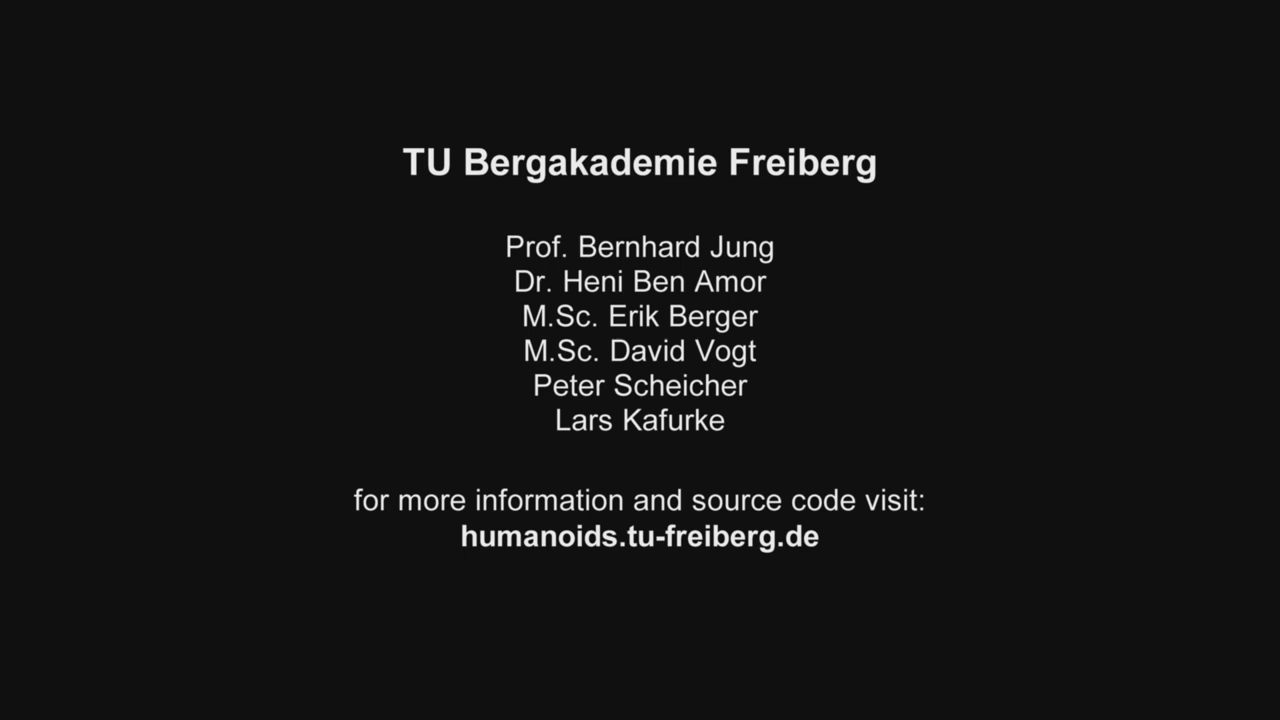 TU Bergakademie Freiberg
Prof. Bernhard Jung
Dr. Heni Ben Amor
M.Sc. Erik Berger
M.Sc. David Vogt
Peter Scheicher
Lars Kafurke
for more information and source code visit:
humanoids.tu-freiberg.de